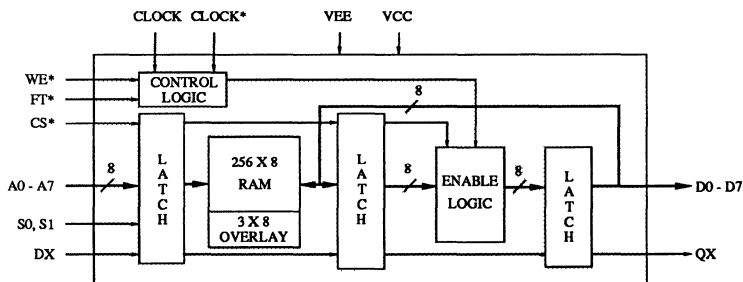 CLOCK CLOCK* VEE VCC
WE*
FT*
CS*
A0 - A7
S0, S1
DX
CONTROL
LOGIC
8
LATCH
256 X 8
RAM
3 X 8
OVERLAY
8
LATCH
8
ENABLE
LOGIC
8
LATCH
D0 - D7
QX